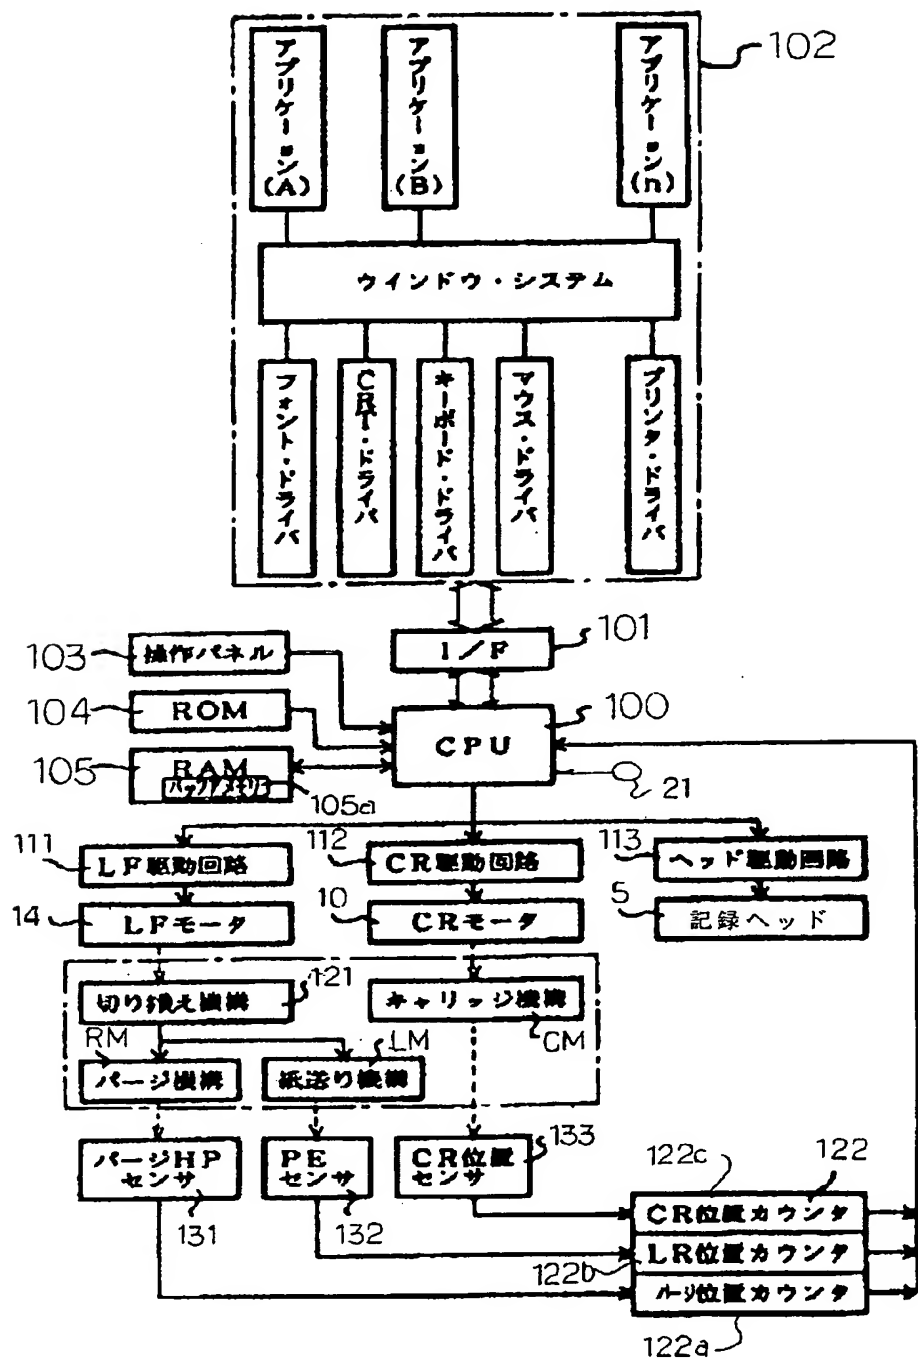 アプリケーション(A)
アプリケーション(B)
アプリケーション(n)
102
ウインドウ・システム
フォント・ドライバ
CRT・ドライバ
キーボード・ドライバ
マウス・ドライバ
プリンタ・ドライバ
I/F
101
103
操作パネル
104
ROM
CPU
100
105
RAM
105a
21
111
LF駆動回路
112
CR駆動回路
113
ヘッド駆動回路
14
LFモータ
10
CRモータ
5
記録ヘッド
切り換え機構
121
キャリッジ機構
CM
RM
パージ機構
LM
紙送り機構
パージHP
センサ
131
PE
センサ
132
CR位置
センサ
133
122c
122
CR位置カウンタ
122b
LR位置カウンタ
パージ位置カウンタ
122a